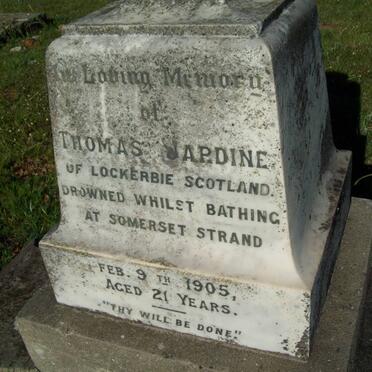 In Loving Memory
of
THOMAS JARDINE
OF LOCKERBIE SCOTLAND.
DROWNED WHILST BATHING
AT SOMERSET STRAND
FEB. 9TH 1905,
AGED 21 YEARS.
"THY WILL BE DONE"